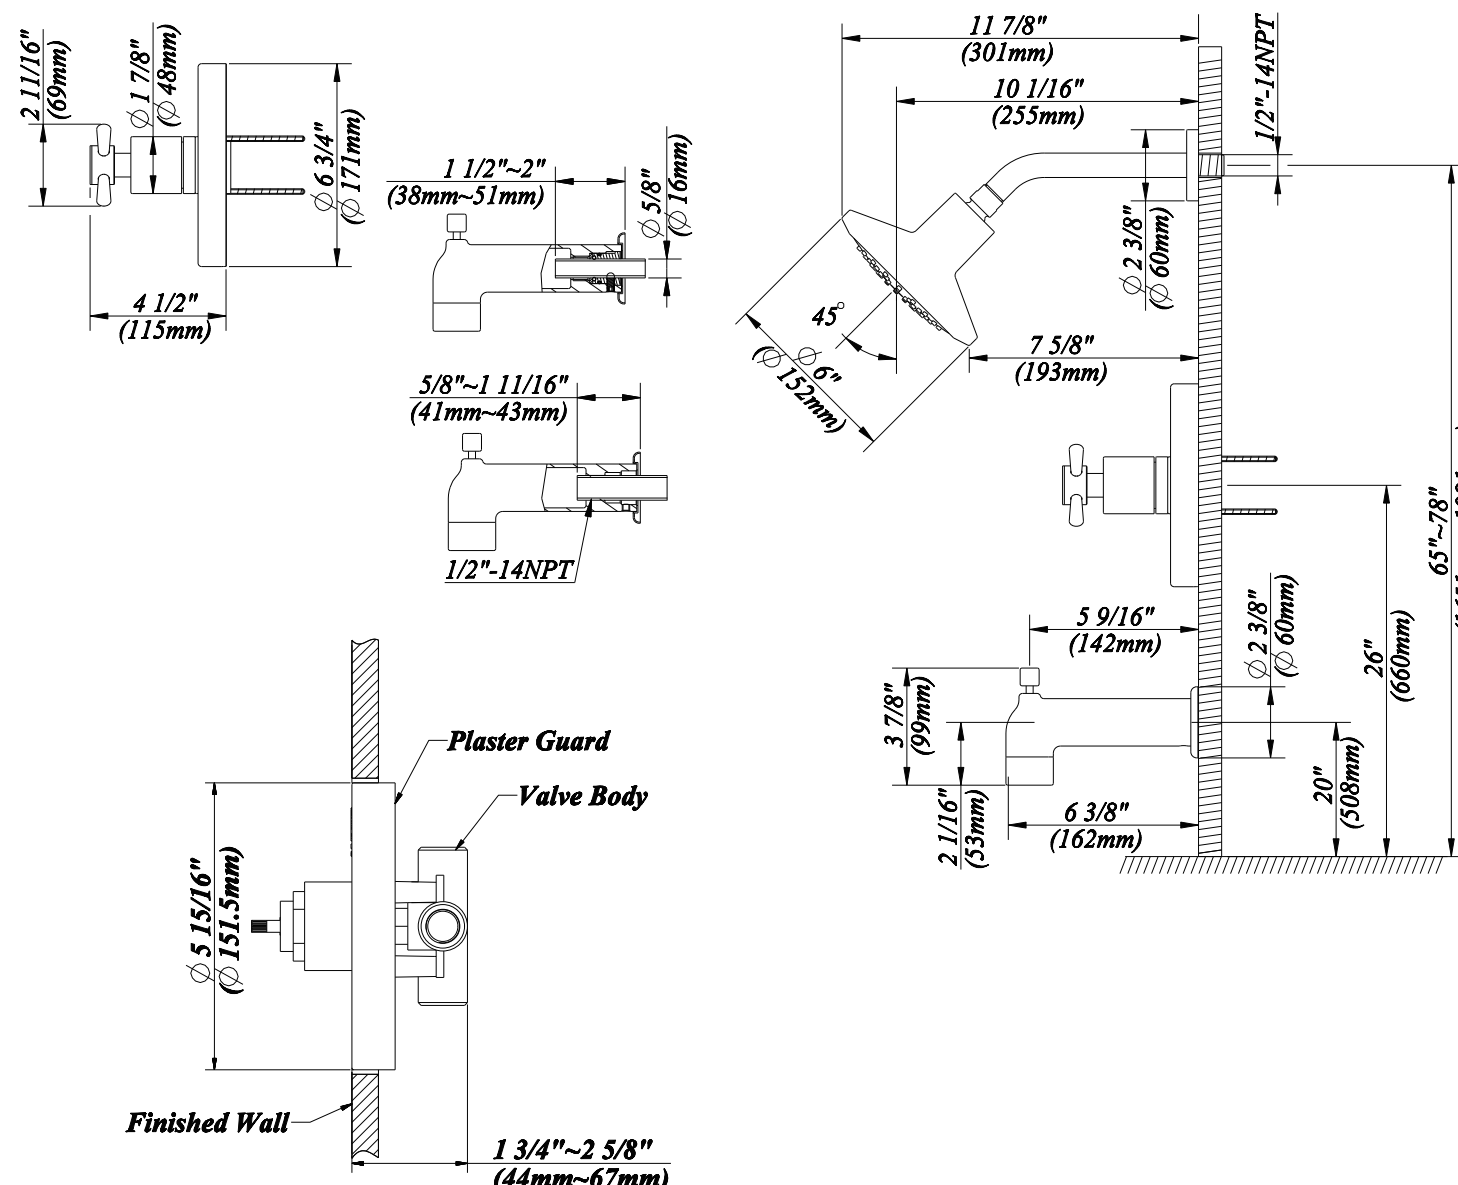 2 11/16"
(69mm)
∅ 1 7/8"
(∅ 48mm)
∅ 6 3/4"
(∅ 171mm)
4 1/2"
(115mm)
1 1/2"~2"
(38mm~51mm)
∅ 5/8"
(∅ 16mm)
5/8"~1 11/16"
(41mm~43mm)
1/2"-14NPT
11 7/8"
(301mm)
10 1/16"
(255mm)
1/2"-14NPT
∅ 2 3/8"
(∅ 60mm)
45°
∅ 6"
(∅ 152mm)
7 5/8"
(193mm)
65"~78"
5 9/16"
(142mm)
∅ 2 3/8"
(∅ 60mm)
26"
(660mm)
3 7/8"
(99mm)
2 1/16"
(53mm)
6 3/8"
(162mm)
20"
(508mm)
Plaster Guard
Valve Body
∅ 5 15/16"
(∅ 151.5mm)
Finished Wall
1 3/4"~2 5/8"
(44mm~67mm)